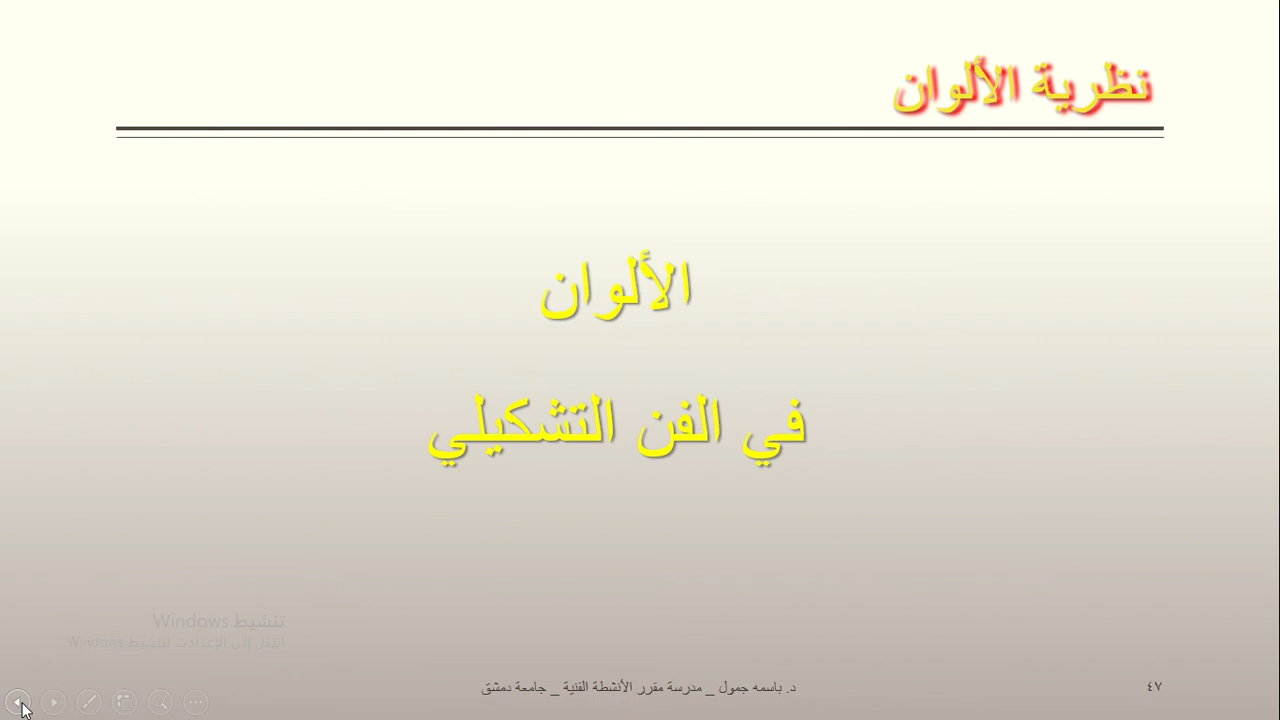 نظرية الألوان
الألوان
في الفن التشكيلي
تنشيط Windows
انتقل إلى الإعدادات لتنشيط Windows.
د. باسمه جمول _ مدرسة مقرر الأنشطة الفنية _ جامعة دمشق
٤٧